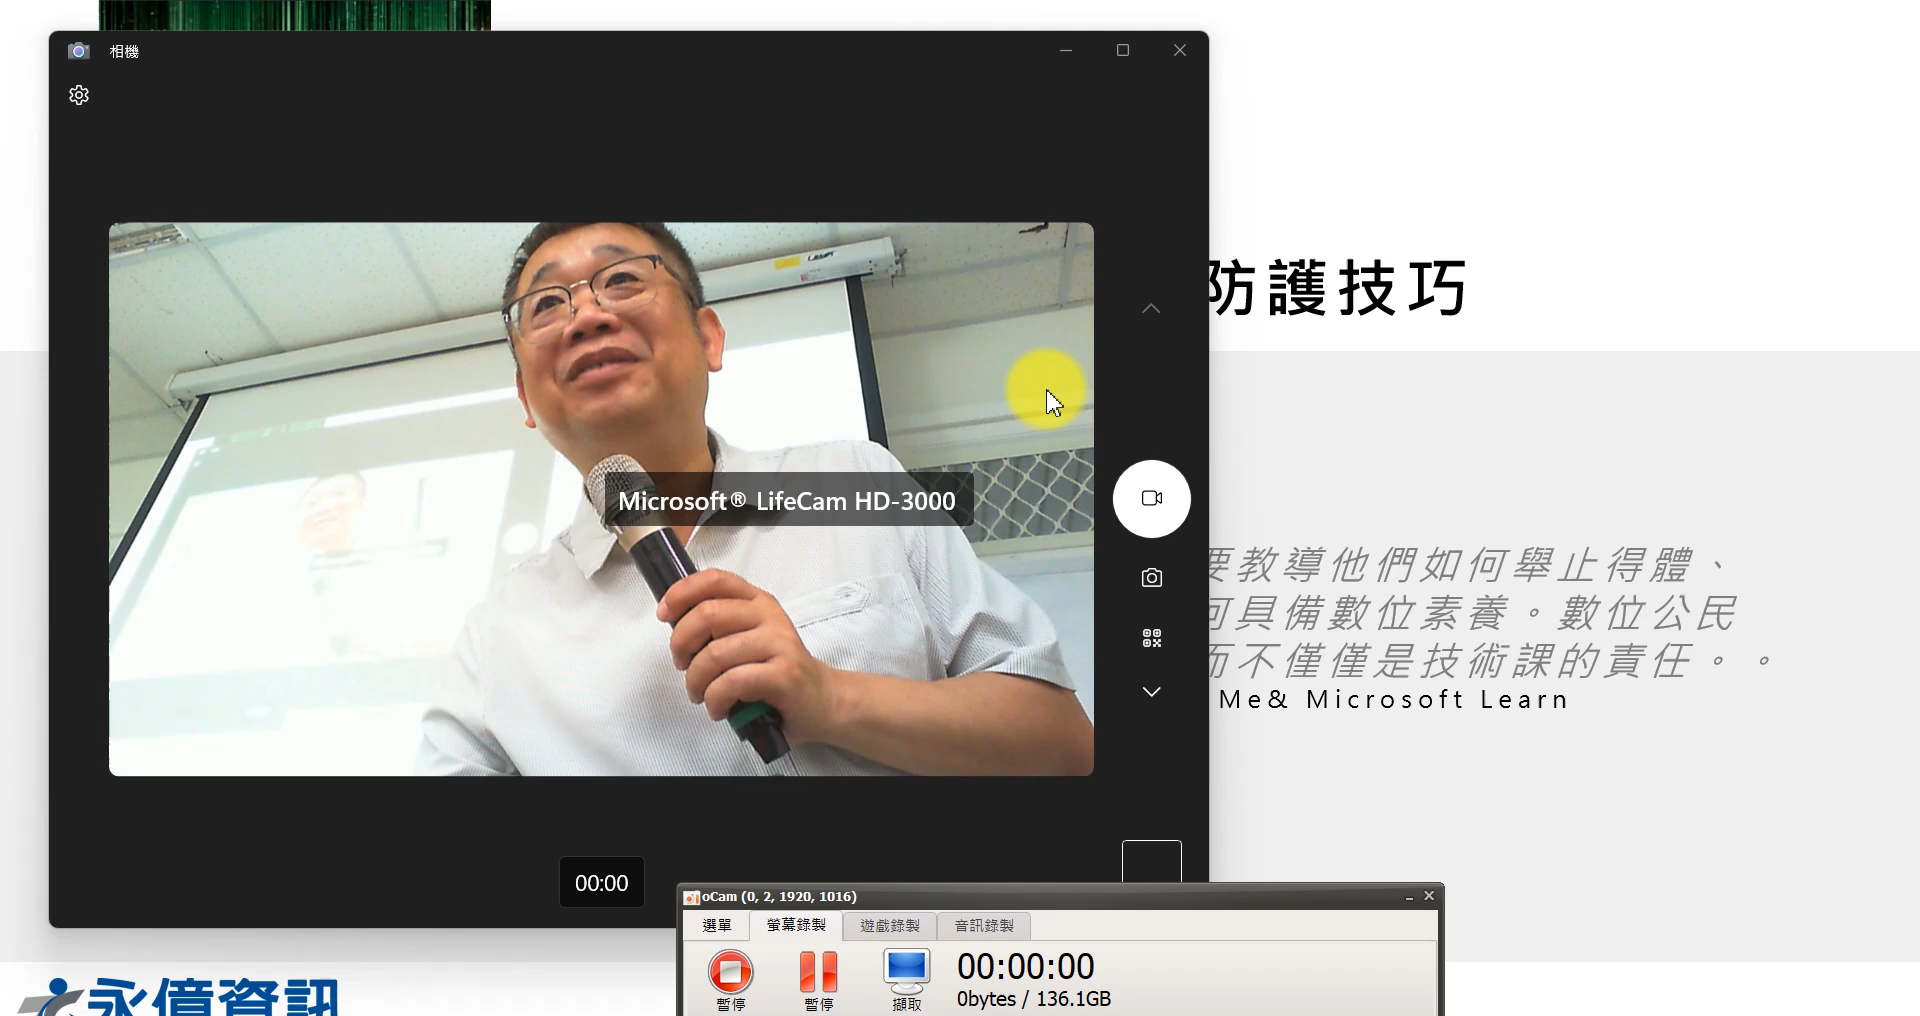 相機
Microsoft® LifeCam HD-3000
00:00
防護技巧
要教導他們如何舉止得體、
何具備數位素養。數位公民
而不僅僅是技術課的責任。。
Me& Microsoft Learn
oCam (0, 2, 1920, 1016)
選單
螢幕錄製
遊戲錄製
音訊錄製
暫停
暫停
擷取
00:00:00
0bytes / 136.1GB
永億資訊